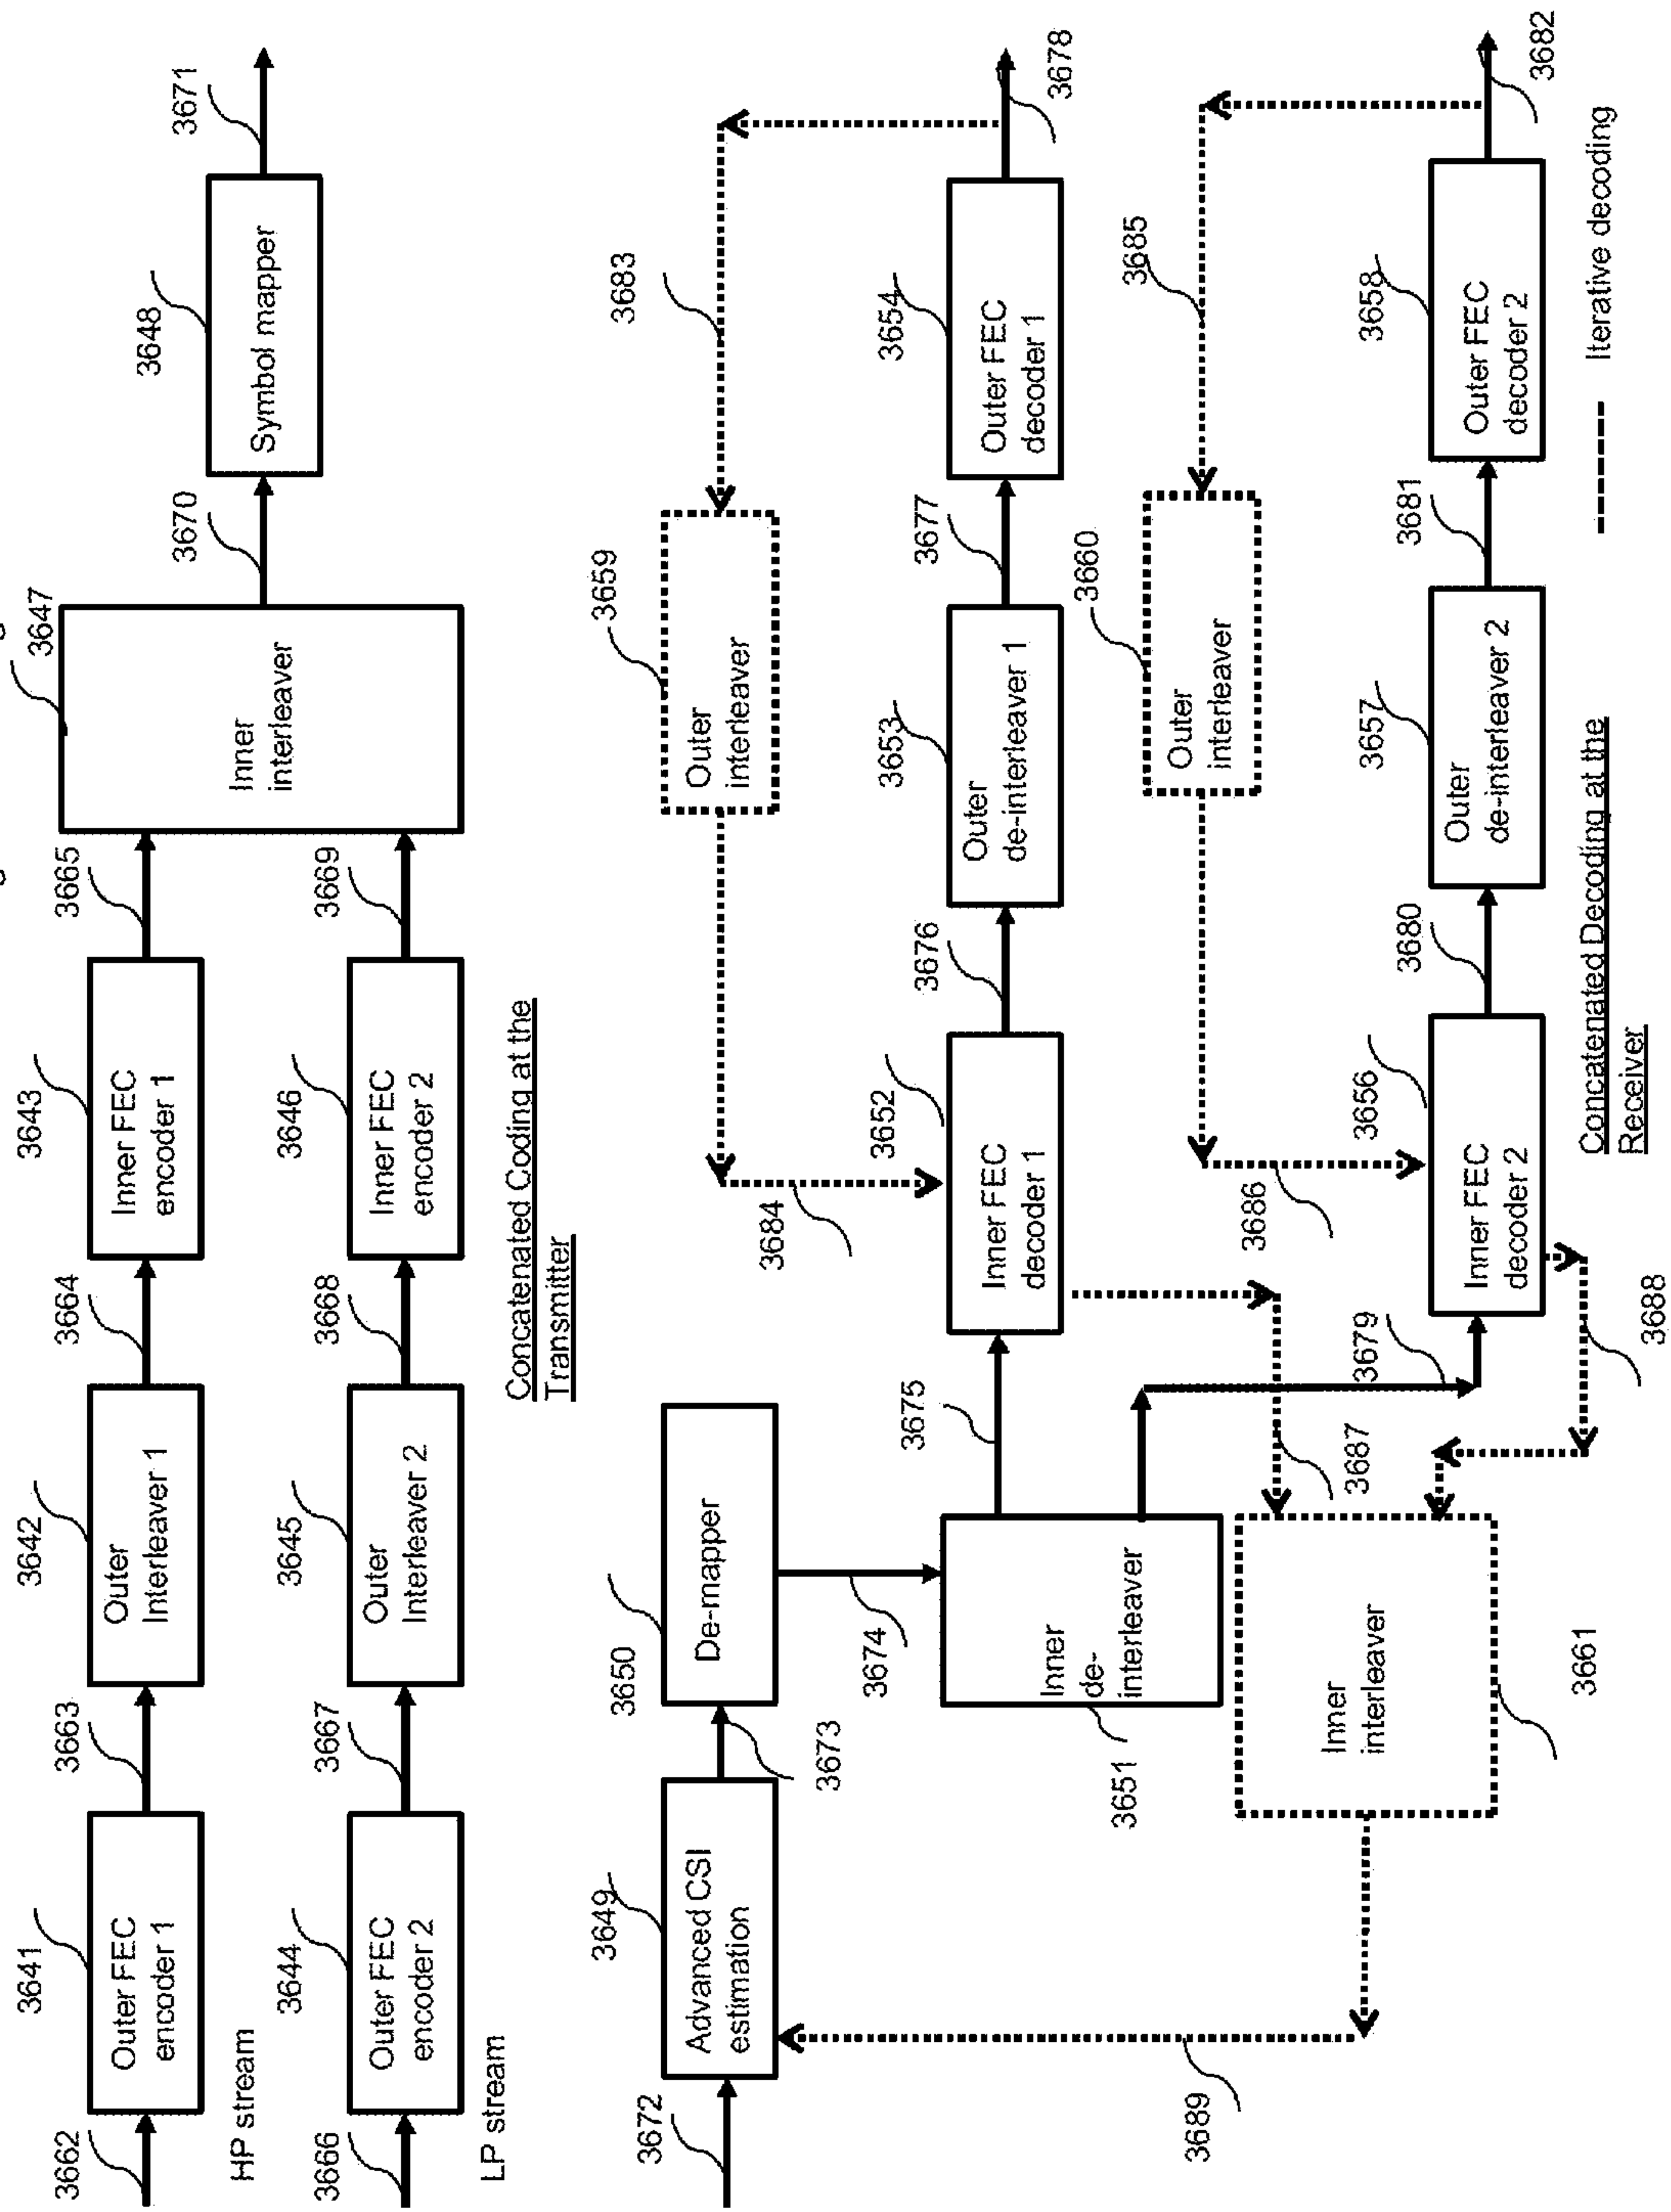 3662
HP stream
3641
Outer FEC
encoder 1
3663
3642
Outer
Interleaver 1
3664
3643
Inner FEC
encoder 1
3665
3647
Inner
interleaver
3670
3648
Symbol mapper
3671
3666
LP stream
3644
Outer FEC
encoder 2
3667
3645
Outer
Interleaver 2
3668
3646
Inner FEC
encoder 2
3669
Concatenated Coding at the
Transmitter
3672
3649
Advanced CSI
estimation
3673
3650
De-mapper
3674
3651
Inner
de-
interleaver
3675
3652
Inner FEC
decoder 1
3676
3653
Outer
de-interleaver 1
3677
3654
Outer FEC
decoder 1
3678
3683
3659
Outer
interleaver
3684
3679
3656
Inner FEC
decoder 2
3680
3657
Outer
de-interleaver 2
3681
3658
Outer FEC
decoder 2
3682
3685
3660
Outer
interleaver
3686
3687
3688
3661
Inner
interleaver
3689
Concatenated Decoding at the
Receiver
Iterative decoding